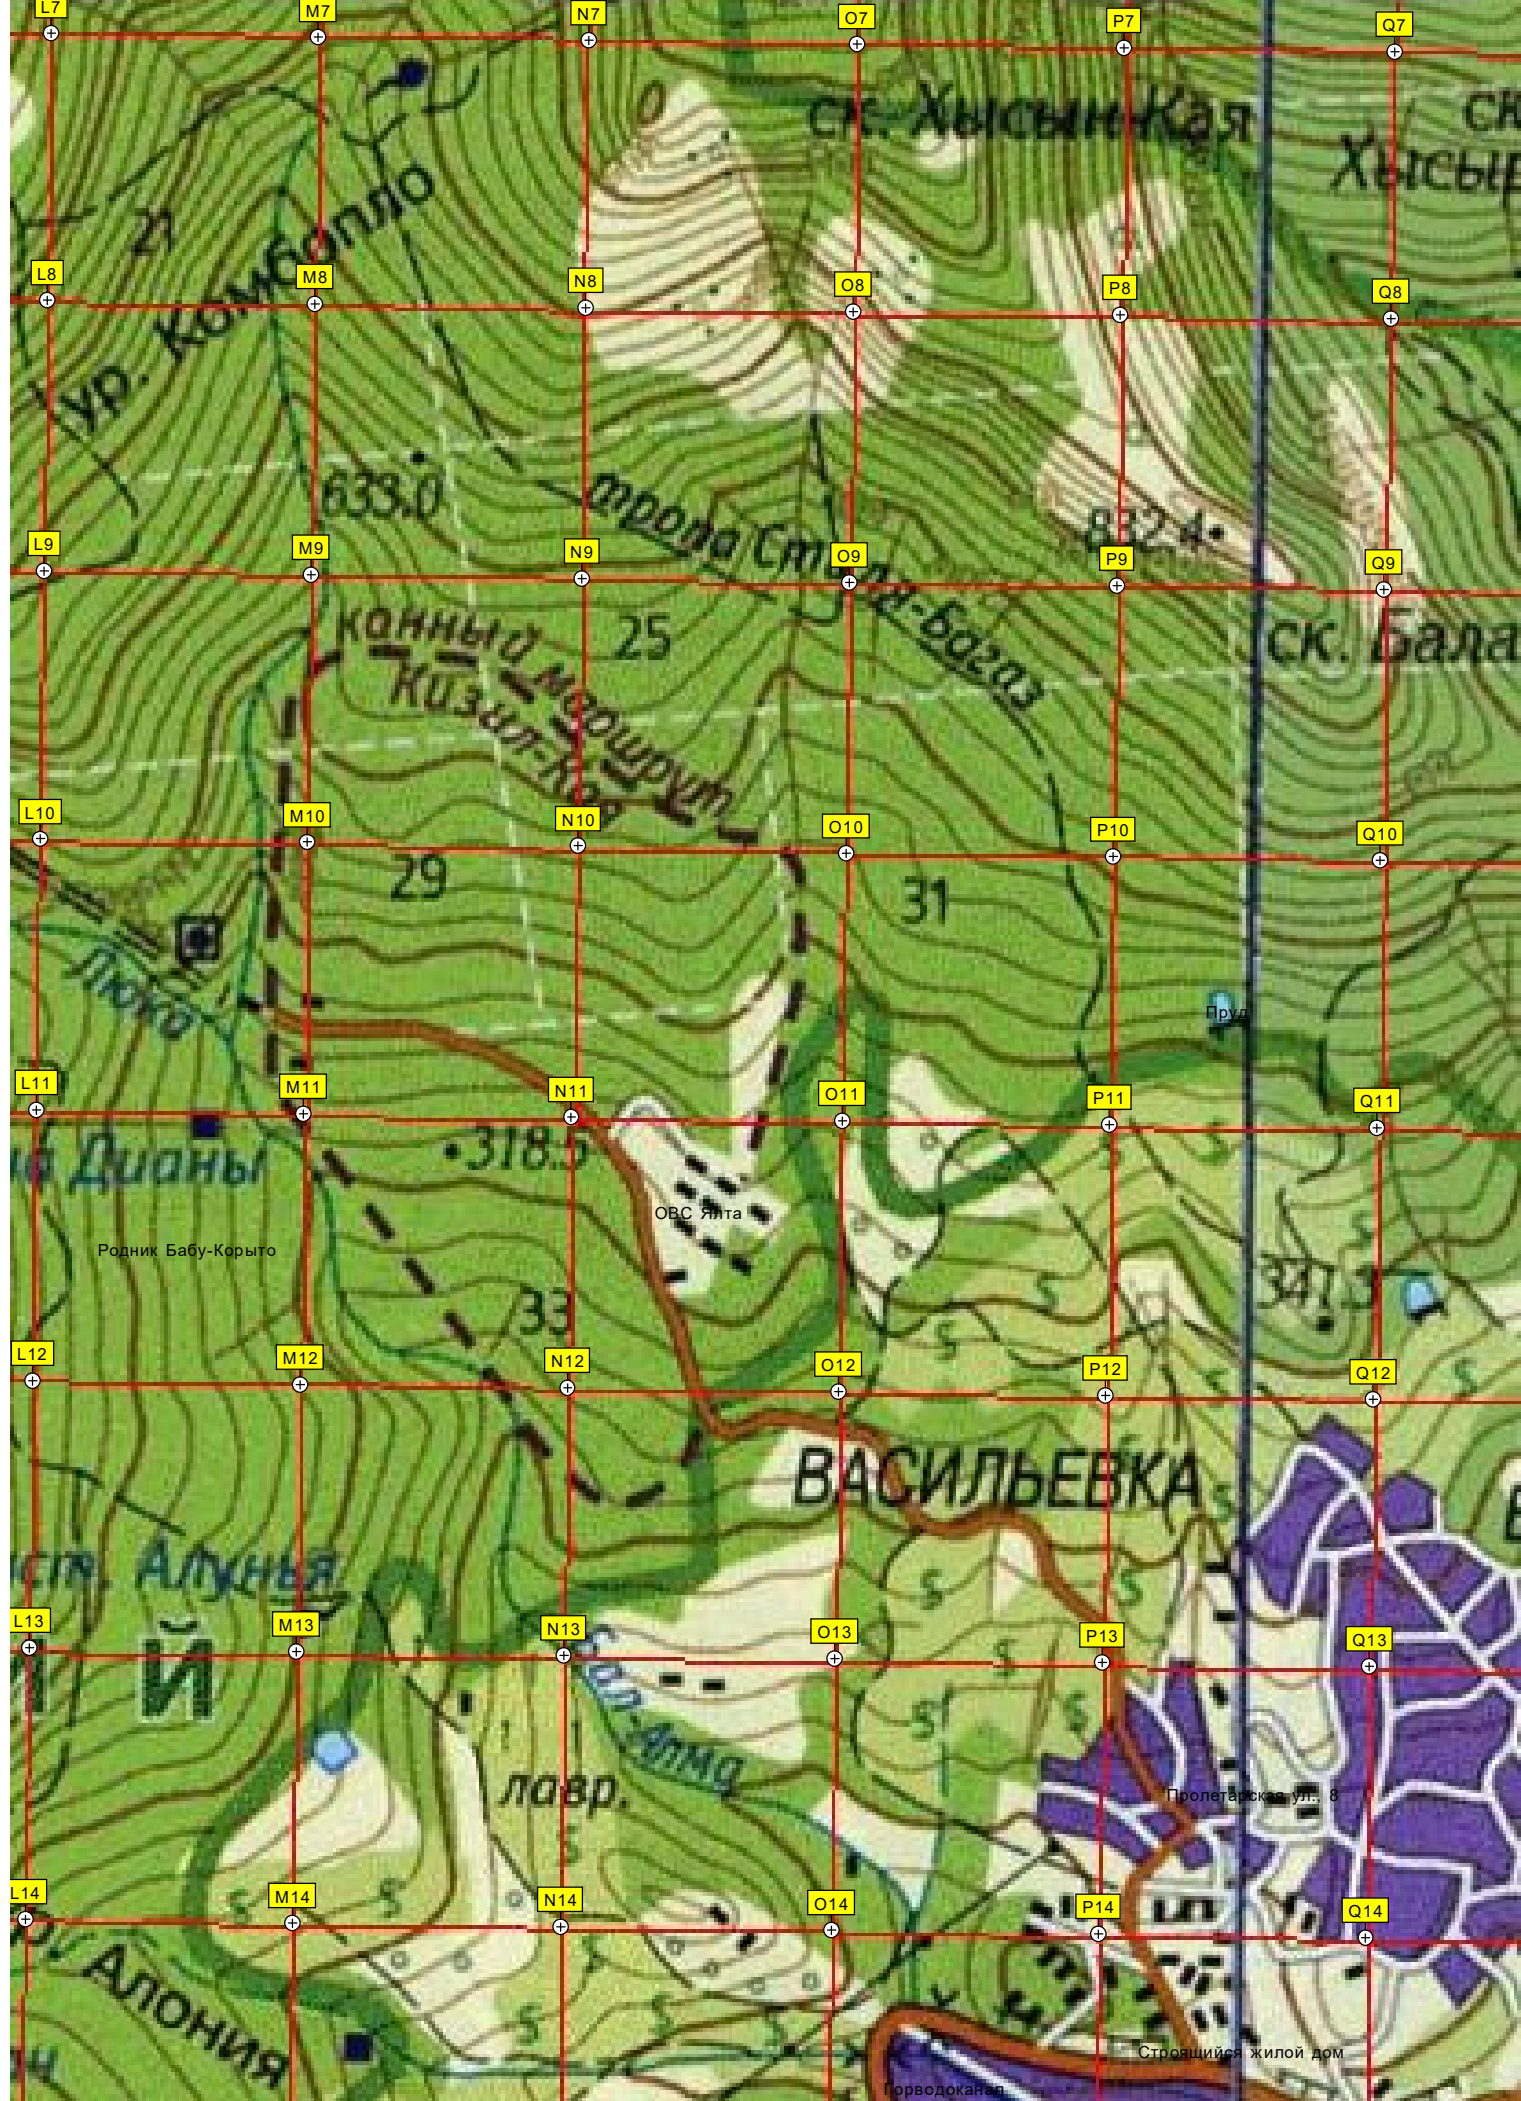 L7 M7 N7 O7 P7 Q7
ск. Хысын-Кая
Хысы
21
ур. Комбопло
L8 M8 N8 O8 P8 Q8
633.0
тропа Ст
ла-Богаз
832.4
L9 M9 N9 O9 P9 Q9
конный маршрут
Кизил-Кая
25
ск. Бала
L10 M10 N10 O10 P10 Q10
29
31
Пруд
L11 M11 N11 O11 P11 Q11
318.5
Дианы
ОВС Ялта
Родник Бабу-Корыто
33
341.3
L12 M12 N12 O12 P12 Q12
ВАСИЛЬЕВКА
ист. Алунья
L13 M13 N13 O13 P13 Q13
Й
лавр.
Пролетарская ул., 8
L14 M14 N14 O14 P14 Q14
АЛОНИЯ
Строящийся жилой дом
Горводоканал